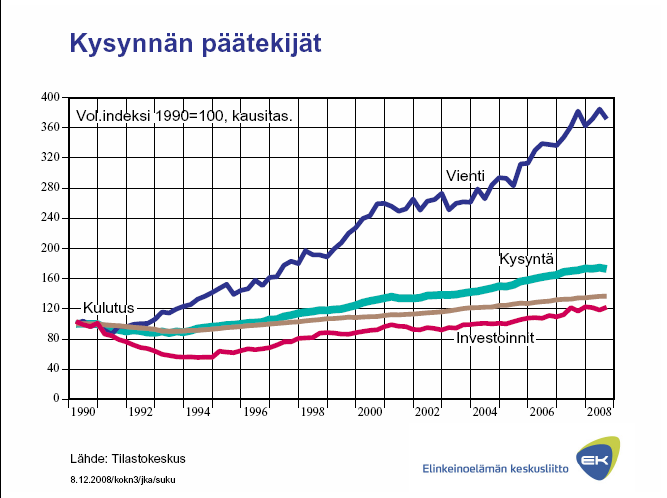 Kysynnän päätekijät
400
Vol.indeksi 1990=100, kausitas.
360
320
280
Vienti
240
200
Kysyntä
160
120
Kulutus
80
Investoinnit
40
0
1990 1992 1994 1996 1998 2000 2002 2004 2006 2008
Lähde: Tilastokeskus
8.12.2008/kokn3/jka/suku
Elinkeinoelämän keskusliitto
EK